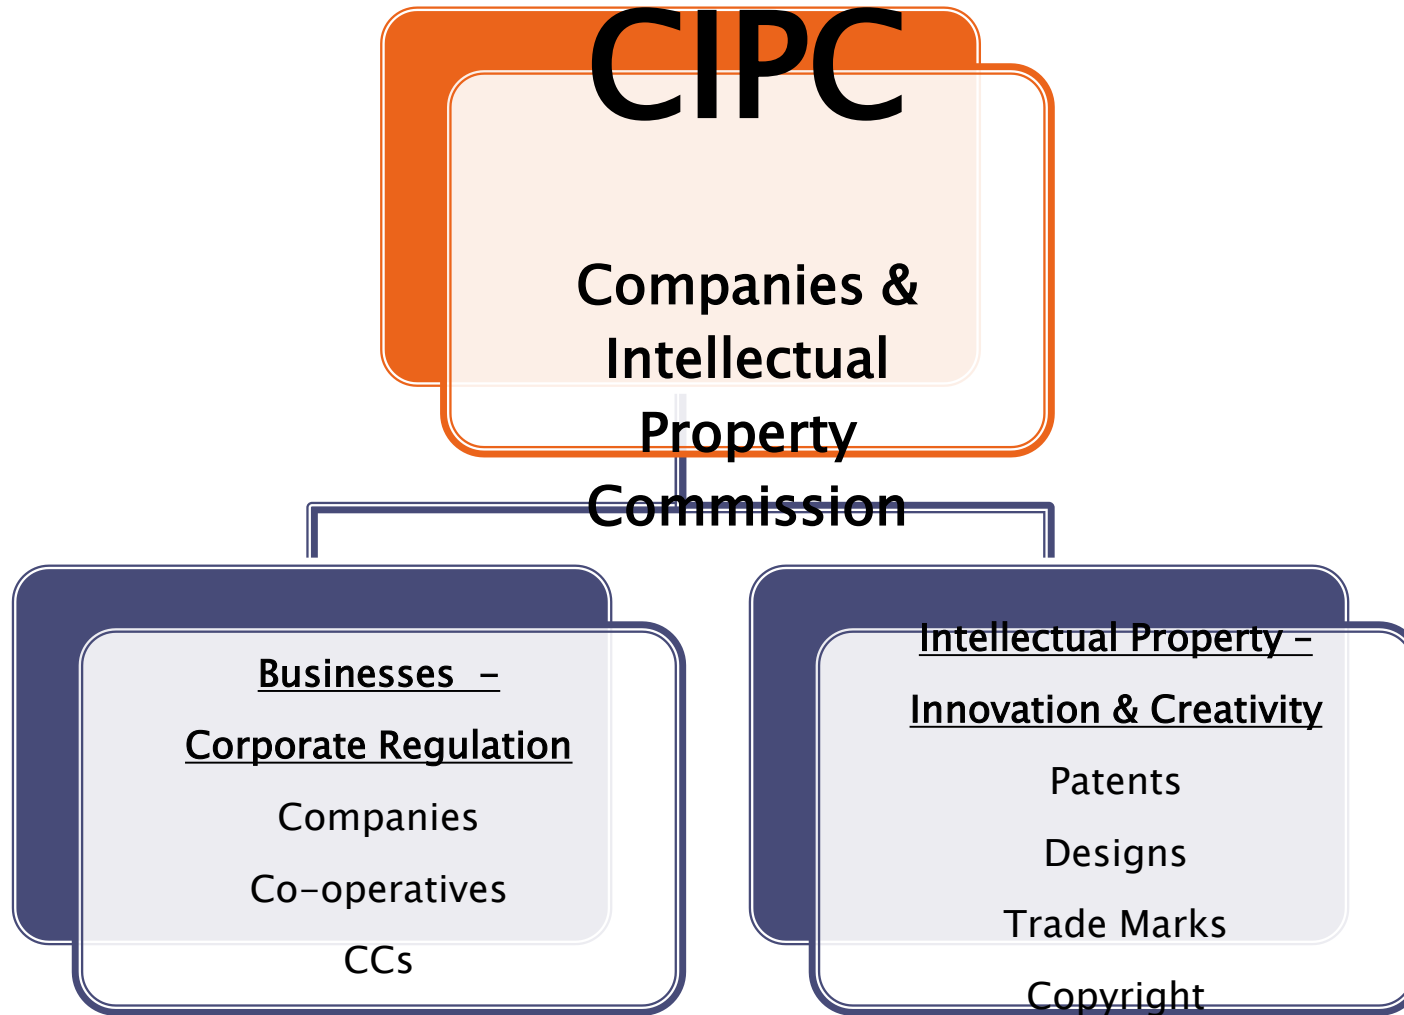 CIPC
Companies &
Intellectual
Property
Commission
Businesses –
Corporate Regulation
Companies
Co-operatives
CCs
Intellectual Property –
Innovation & Creativity
Patents
Designs
Trade Marks
Copyright